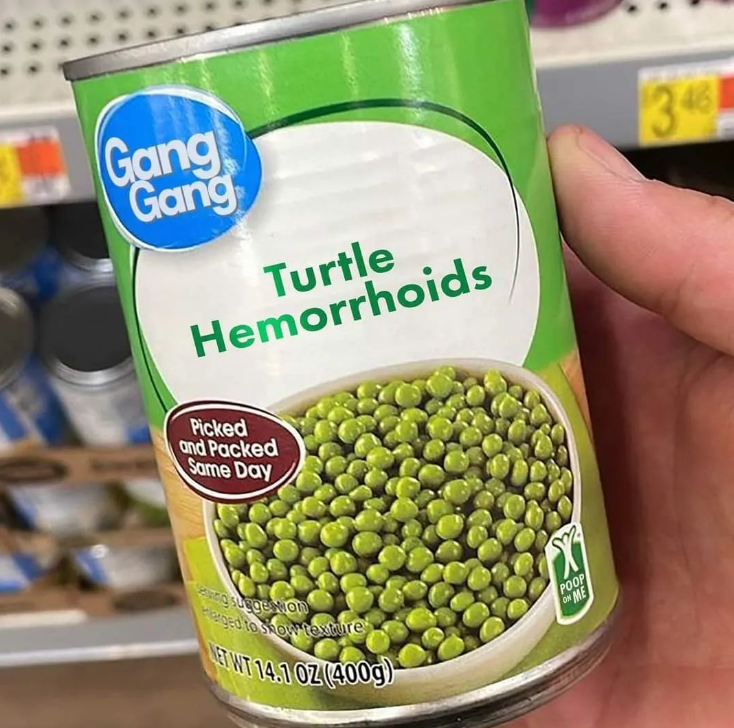 3 48
Gang
Gang
Turtle
Hemorrhoids
Picked
and Packed
Same Day
POOP
ON ME
serving suggestion
enlarged to show texture
NET WT 14.1 OZ (400g)